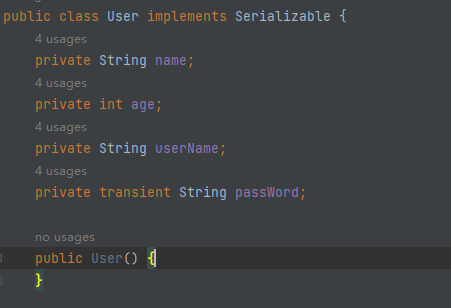 public class User implements Serializable {
4 usages
private String name;
4 usages
private int age;
4 usages
private String userName;
4 usages
private transient String passWord;
no usages
public User() {
}